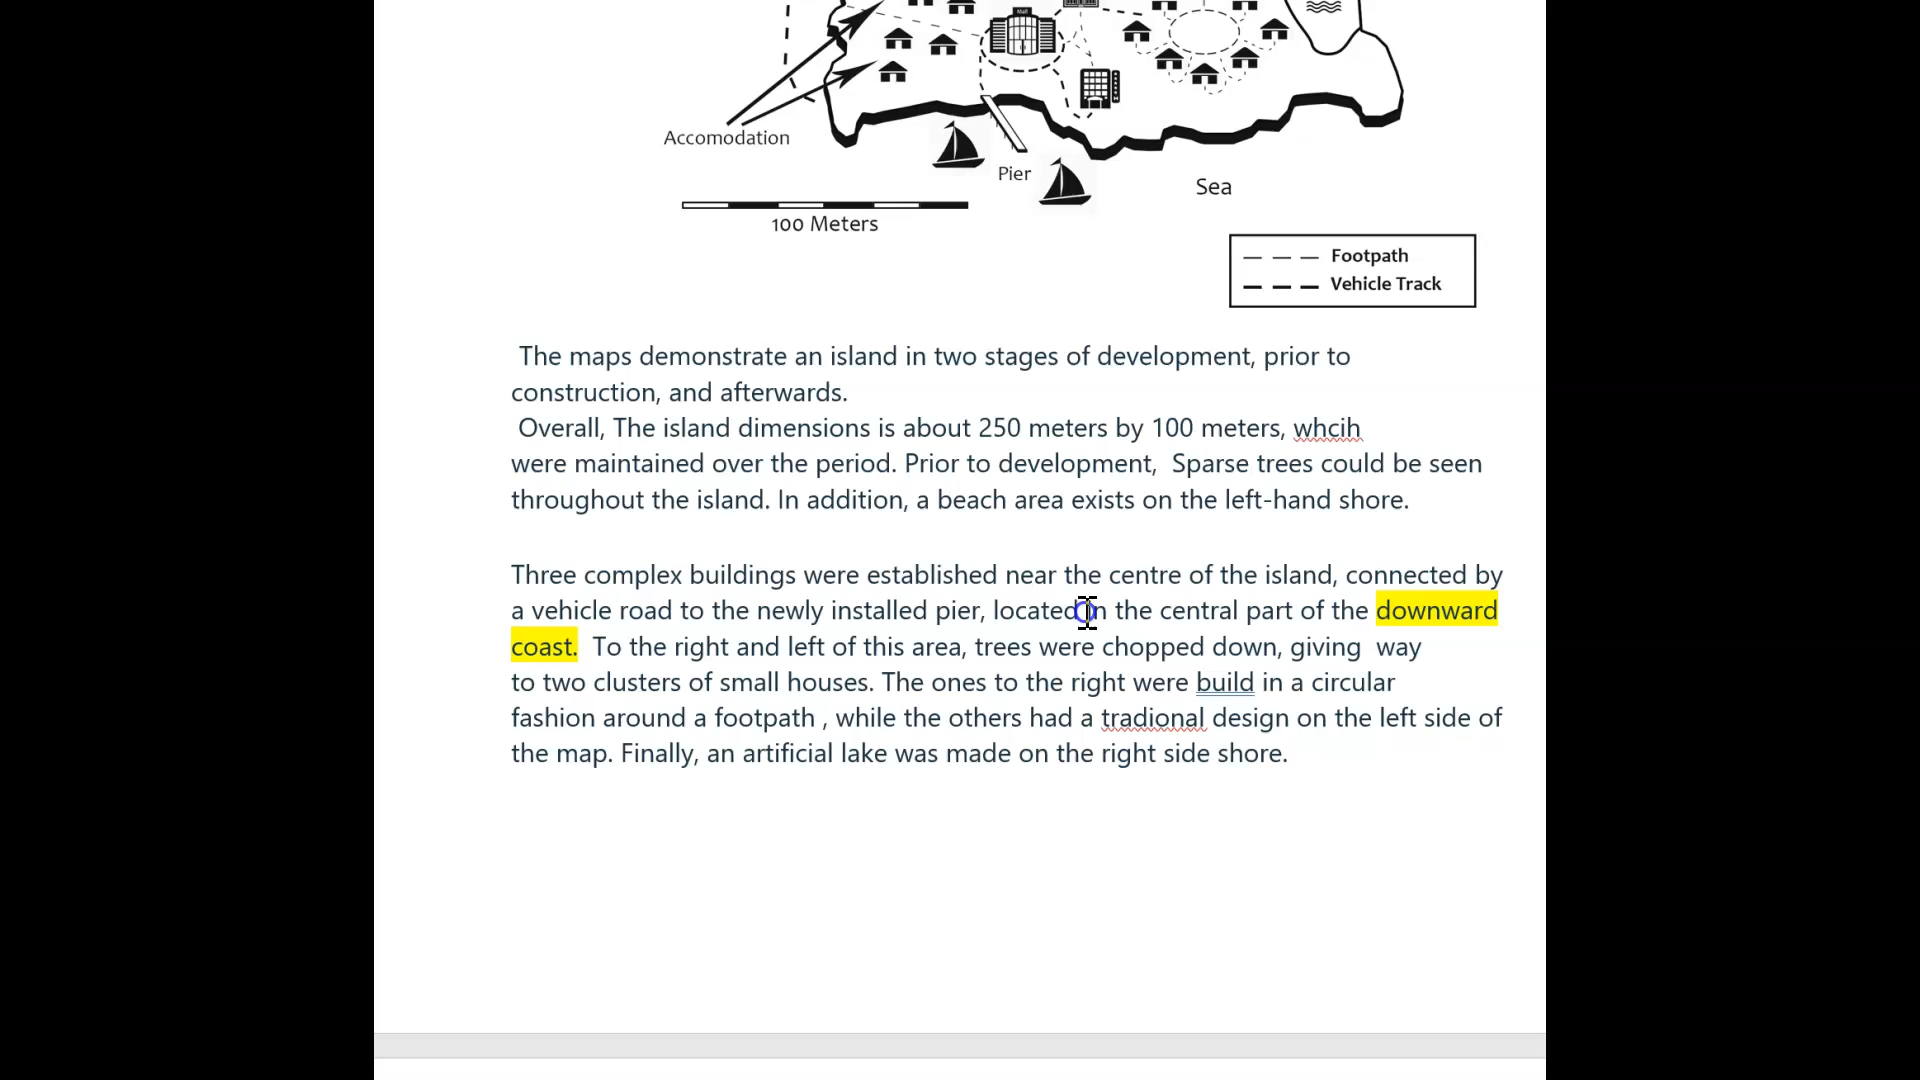 Mall
Accomodation
Pier
Sea
100 Meters
Footpath
Vehicle Track
The maps demonstrate an island in two stages of development, prior to
construction, and afterwards.
Overall, The island dimensions is about 250 meters by 100 meters, whcih
were maintained over the period. Prior to development, Sparse trees could be seen
throughout the island. In addition, a beach area exists on the left-hand shore.
Three complex buildings were established near the centre of the island, connected by
a vehicle road to the newly installed pier, located in the central part of the downward
coast. To the right and left of this area, trees were chopped down, giving way
to two clusters of small houses. The ones to the right were build in a circular
fashion around a footpath , while the others had a tradional design on the left side of
the map. Finally, an artificial lake was made on the right side shore.